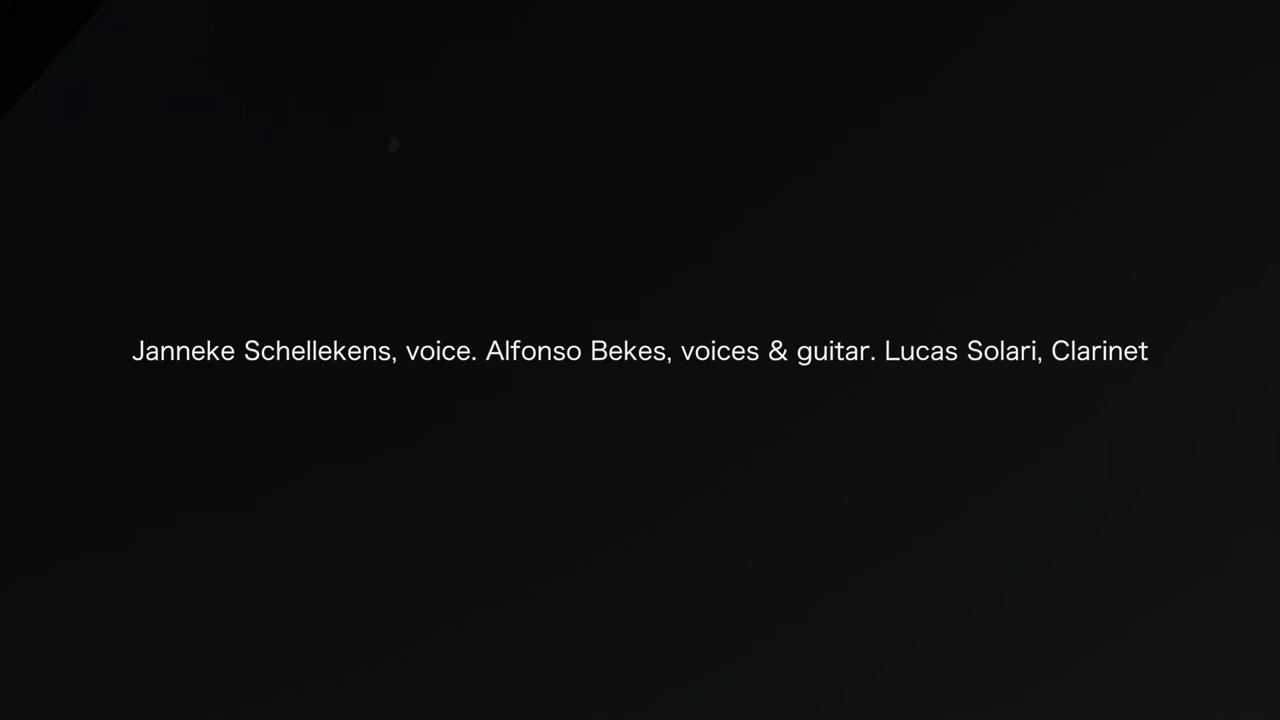 Janneke Schellekens, voice. Alfonso Bekes, voices & guitar. Lucas Solari, Clarinet